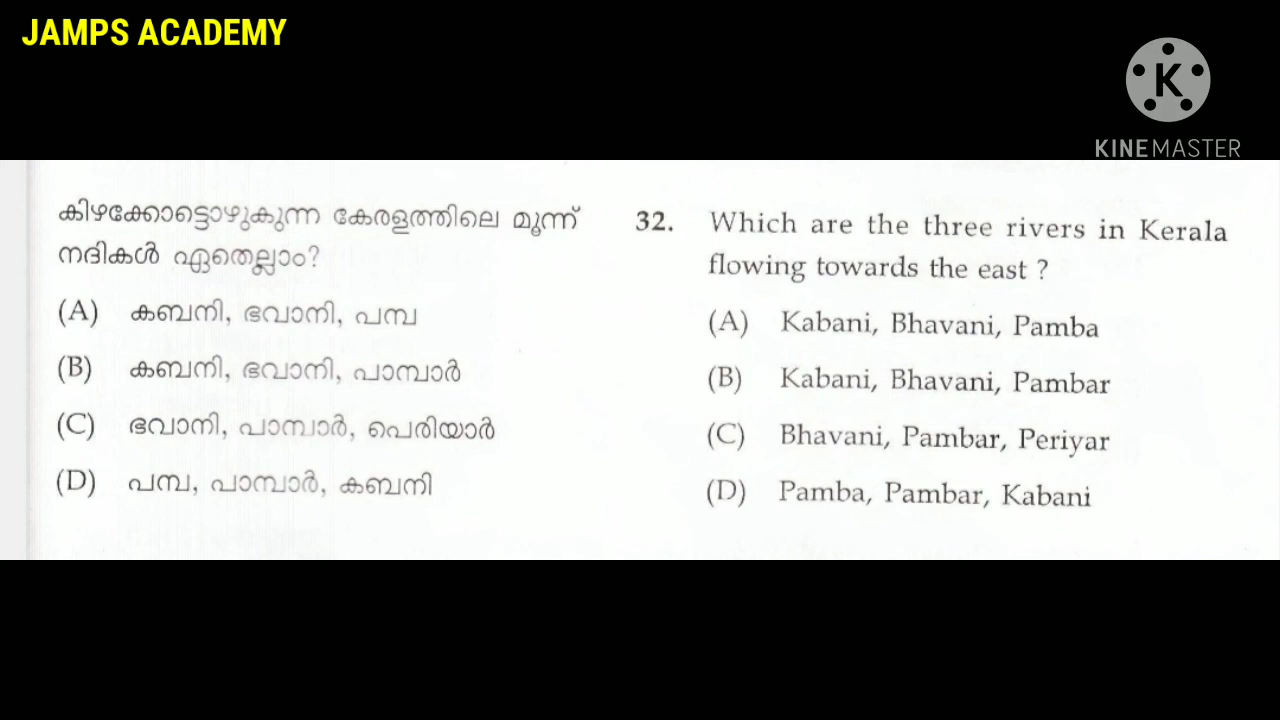 JAMPS ACADEMY
K
KINEMASTER
കിഴക്കോട്ടൊഴുകുന്ന കേരളത്തിലെ മൂന്ന്
നദികൾ ഏതെല്ലാം?
(A) കബനി, ഭവാനി, പമ്പ
(B) കബനി, ഭവാനി, പാമ്പാർ
(C) ഭവാനി, പാമ്പാർ, പെരിയാർ
(D) പമ്പ, പാമ്പാർ, കബനി
32. Which are the three rivers in Kerala
flowing towards the east ?
(A) Kabani, Bhavani, Pamba
(B) Kabani, Bhavani, Pambar
(C) Bhavani, Pambar, Periyar
(D) Pamba, Pambar, Kabani